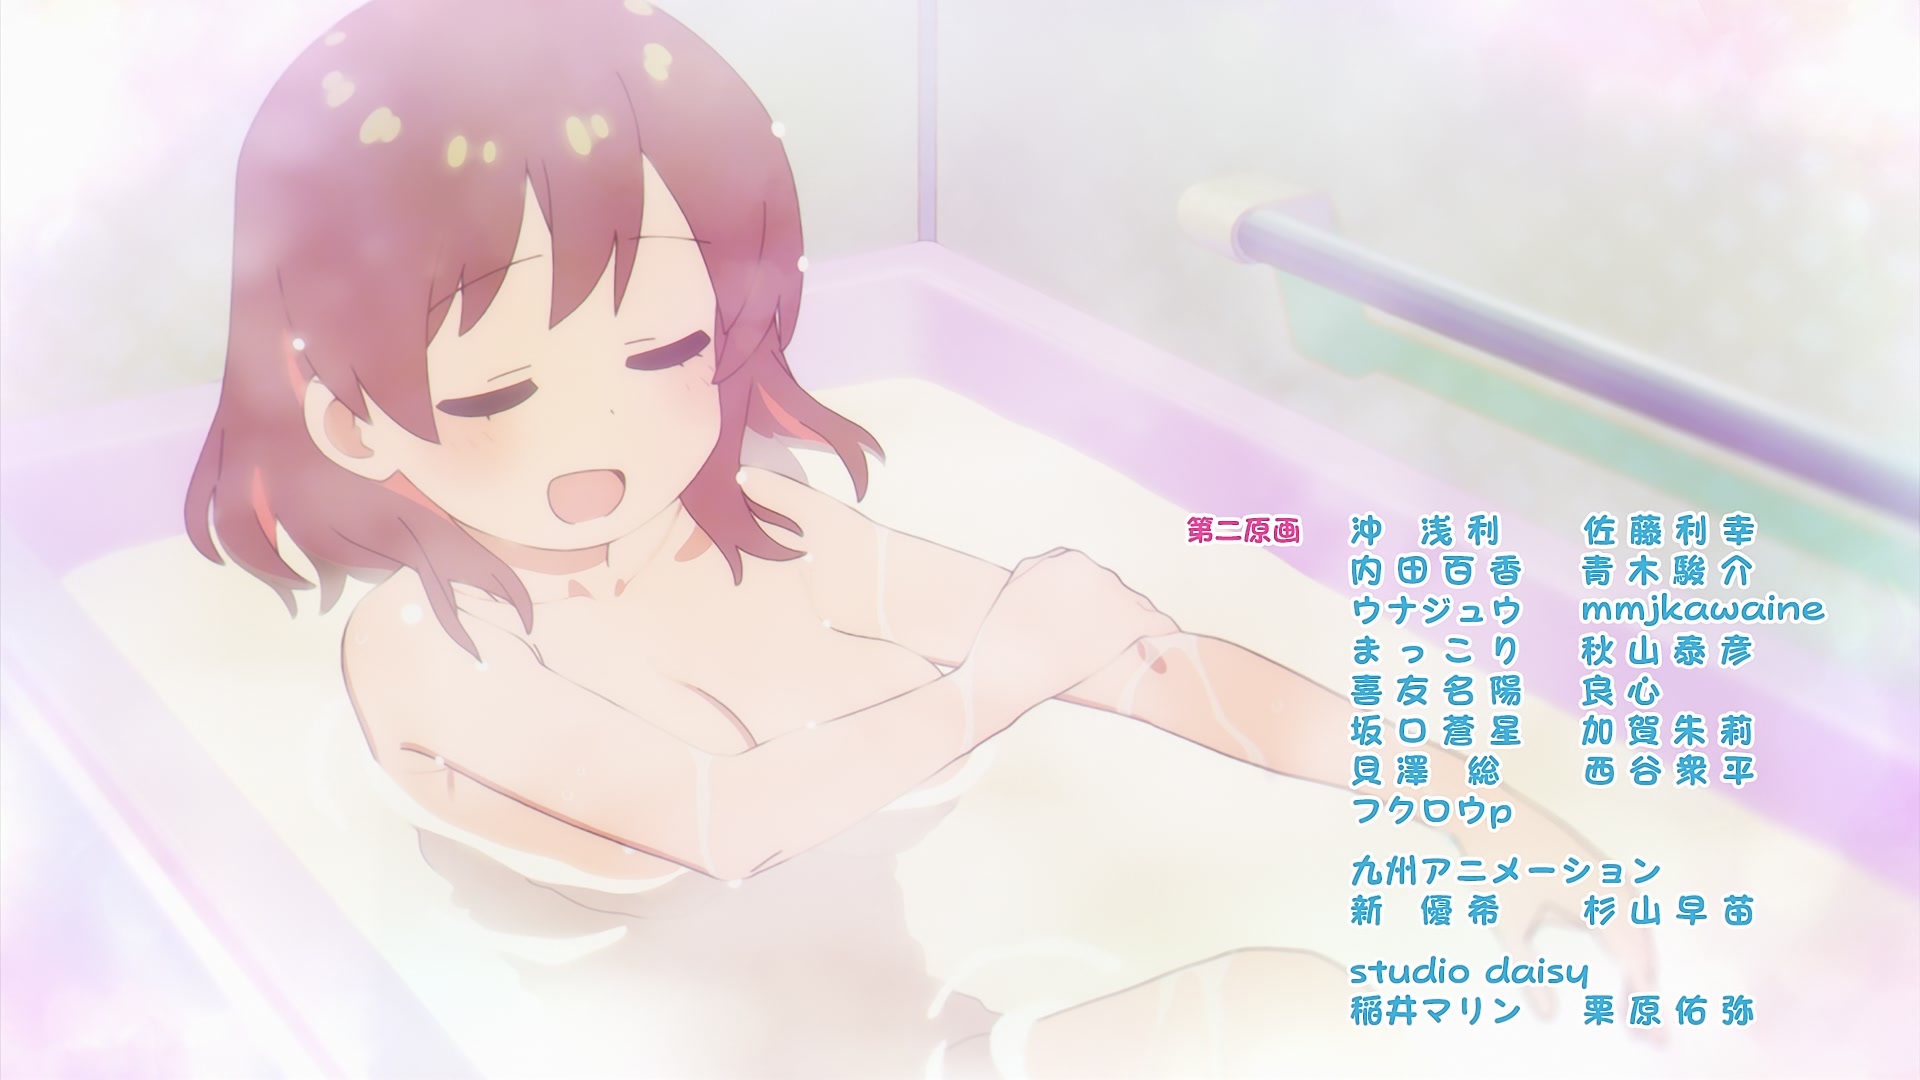 第二原画 沖 浅利 佐藤利幸
内田百香 青木駿介
ウナジュウ mmjkawaine
まっこり 秋山泰彦
喜友名陽 良心
坂口蒼星 加賀朱莉
貝澤 総 西谷衆平
フクロウp
九州アニメーション
新 優希 杉山早苗
studio daisy
稲井マリン 栗原佑弥